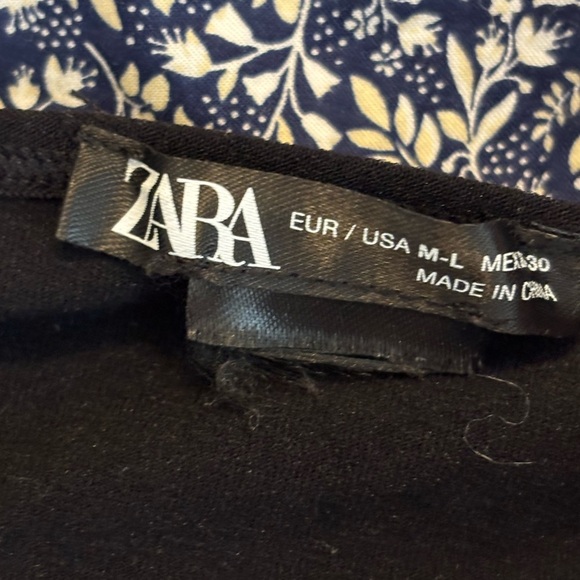 ZARA
EUR / USA M-L MEX 30
MADE IN CHINA